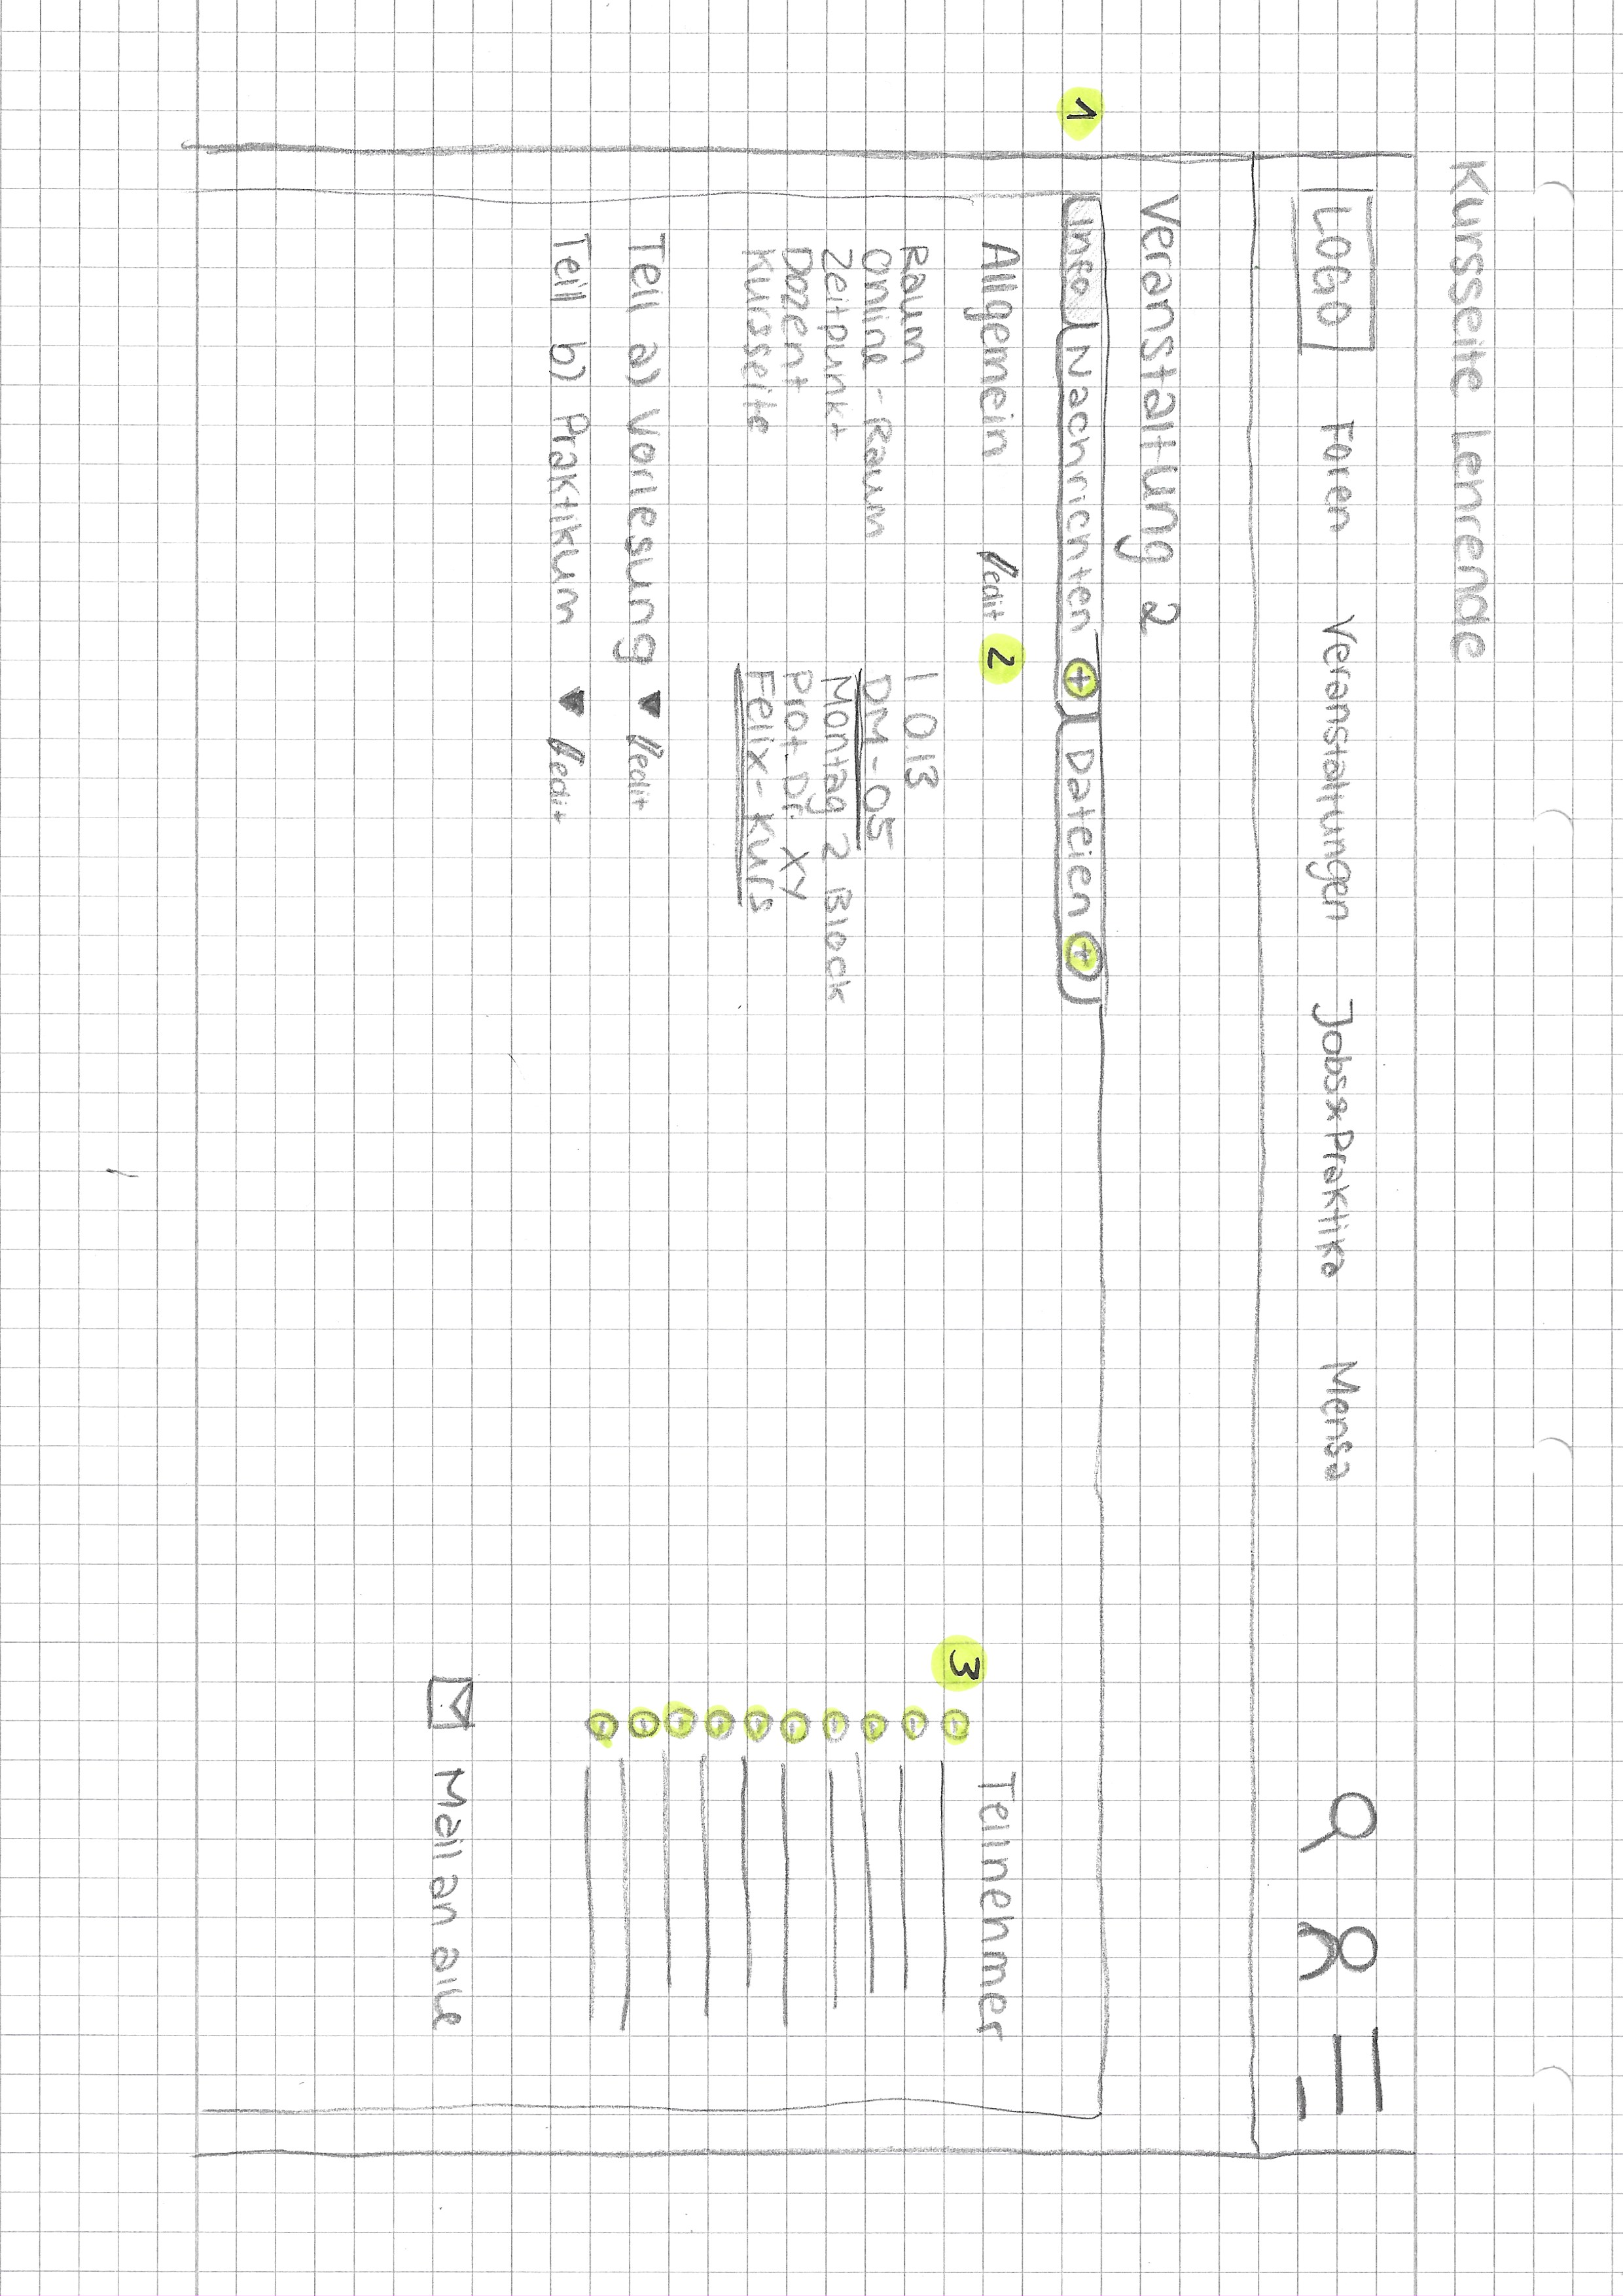 Kursseite Lehrende
LOGO Foren Veranstaltungen Jobs&Praktika Mensa
Veranstaltung 2
1 Info Nachrichten + Dateien +
Allgemein edit 2
Raum I 0.13
Online-Raum DM-05
Zeitpunkt Montag 2 Block
Dozent Prof. Dr. XY
Kursseite Felix-Kurs
Teil a) Vorlesung edit
Teil b) Praktikum edit
Teilnehmer
3
Mail an alle